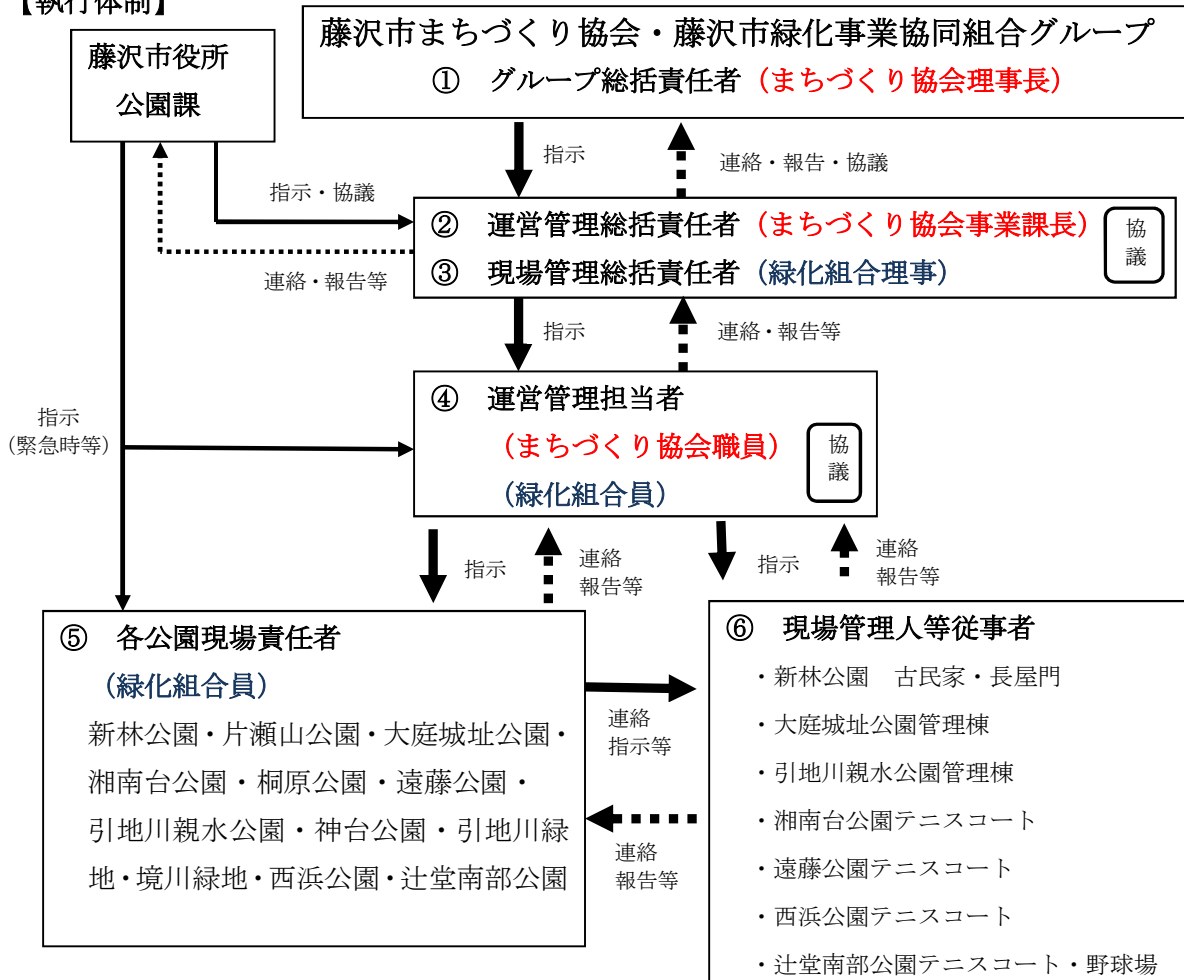 【執行体制】
藤沢市役所
公園課
藤沢市まちづくり協会・藤沢市緑化事業協同組合グループ
① グループ総括責任者（まちづくり協会理事長）
指示
連絡・報告・協議
指示・協議
連絡・報告等
② 運営管理総括責任者（まちづくり協会事業課長）
③ 現場管理総括責任者（緑化組合理事）
協議
指示
連絡・報告等
指示
（緊急時等）
④ 運営管理担当者
（まちづくり協会職員）
（緑化組合員）
協議
指示
連絡
報告等
指示
連絡
報告等
⑤ 各公園現場責任者
（緑化組合員）
新林公園・片瀬山公園・大庭城址公園・
湘南台公園・桐原公園・遠藤公園・
引地川親水公園・神台公園・引地川緑
地・境川緑地・西浜公園・辻堂南部公園
連絡
指示等
連絡
報告等
⑥ 現場管理人等従事者
・新林公園 古民家・長屋門
・大庭城址公園管理棟
・引地川親水公園管理棟
・湘南台公園テニスコート
・遠藤公園テニスコート
・西浜公園テニスコート
・辻堂南部公園テニスコート・野球場